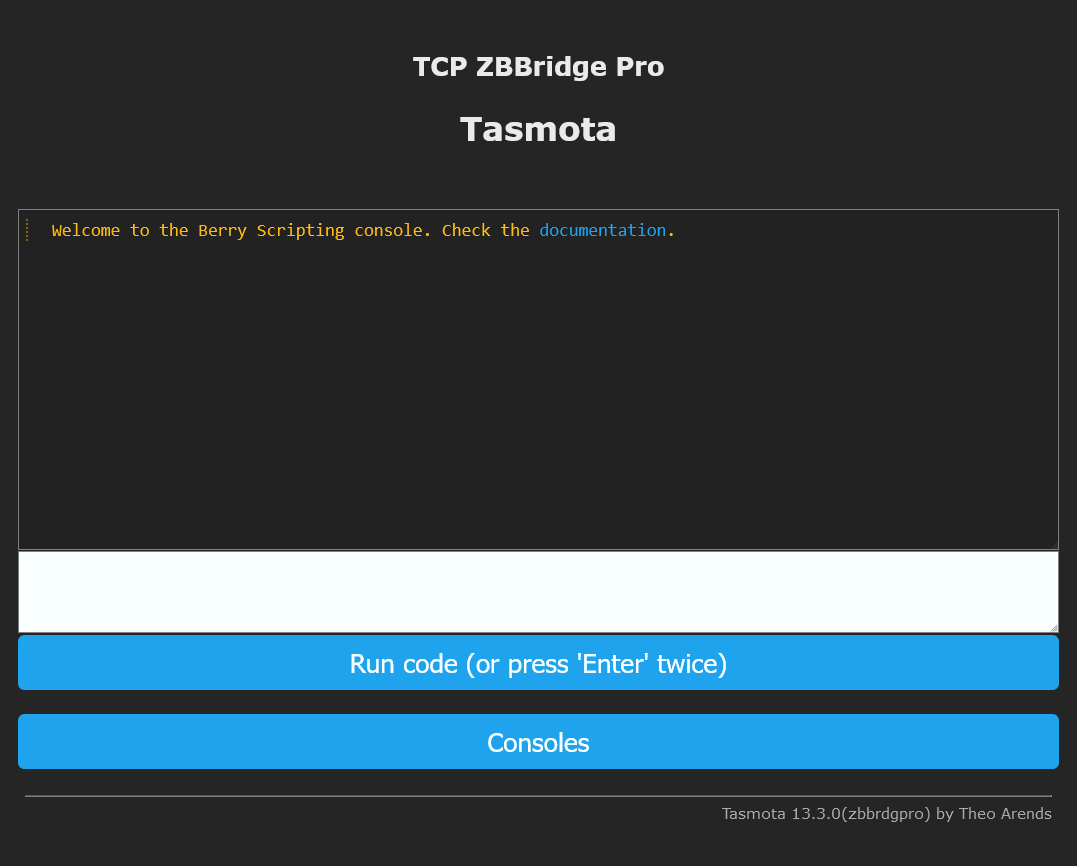 TCP ZBBridge Pro
Tasmota
Welcome to the Berry Scripting console. Check the documentation.
Run code (or press 'Enter' twice)
Consoles
Tasmota 13.3.0(zbbrdgpro) by Theo Arends